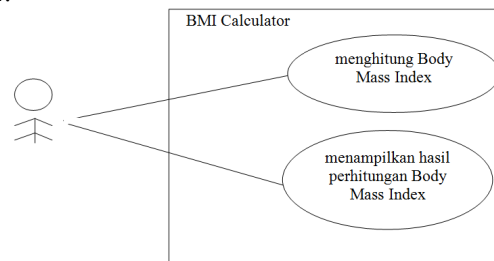 BMI Calculator
menghitung Body
Mass Index
menampilkan hasil
perhitungan Body
Mass Index